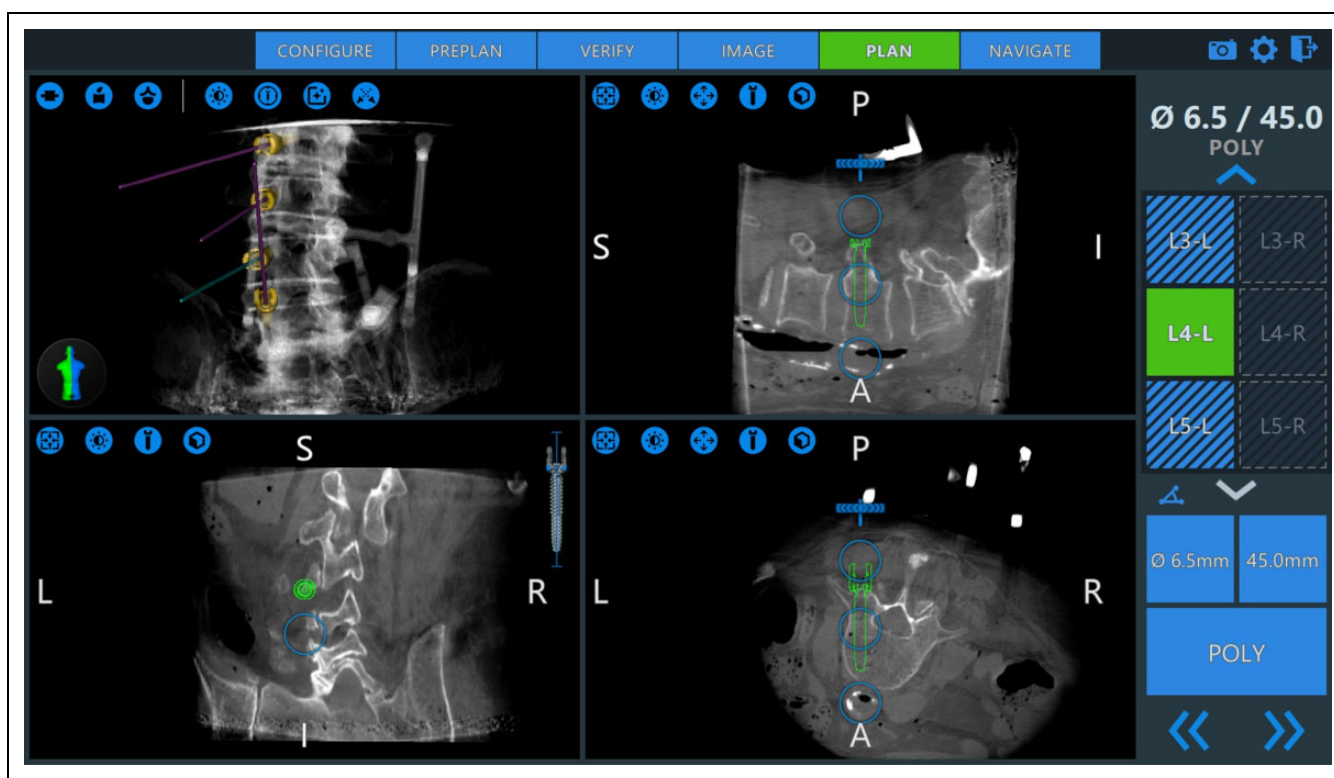 CONFIGURE PREPLAN VERIFY IMAGE PLAN NAVIGATE
P
S I
A
S
L R
I
P
L R
A
Ø 6.5 / 45.0
POLY
L3-L L3-R
L4-L L4-R
L5-L L5-R
Ø 6.5mm 45.0mm
POLY